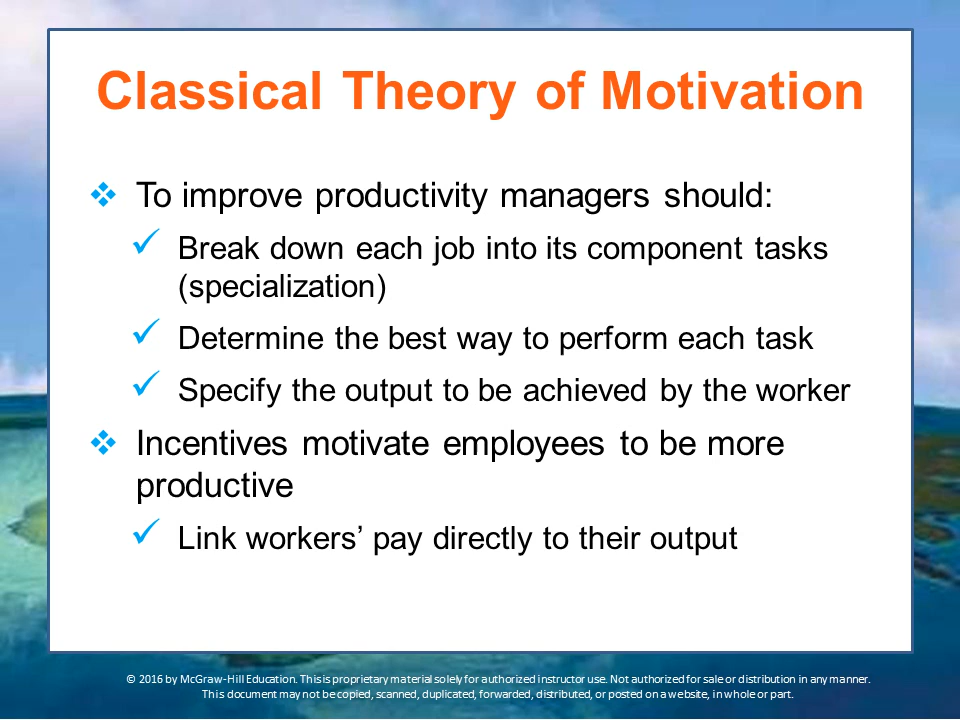 Classical Theory of Motivation
To improve productivity managers should:
Break down each job into its component tasks
(specialization)
Determine the best way to perform each task
Specify the output to be achieved by the worker
Incentives motivate employees to be more
productive
Link workers’ pay directly to their output
© 2016 by McGraw-Hill Education. This is proprietary material solely for authorized instructor use. Not authorized for sale or distribution in any manner.
This document may not be copied, scanned, duplicated, forwarded, distributed, or posted on a website, in whole or part.